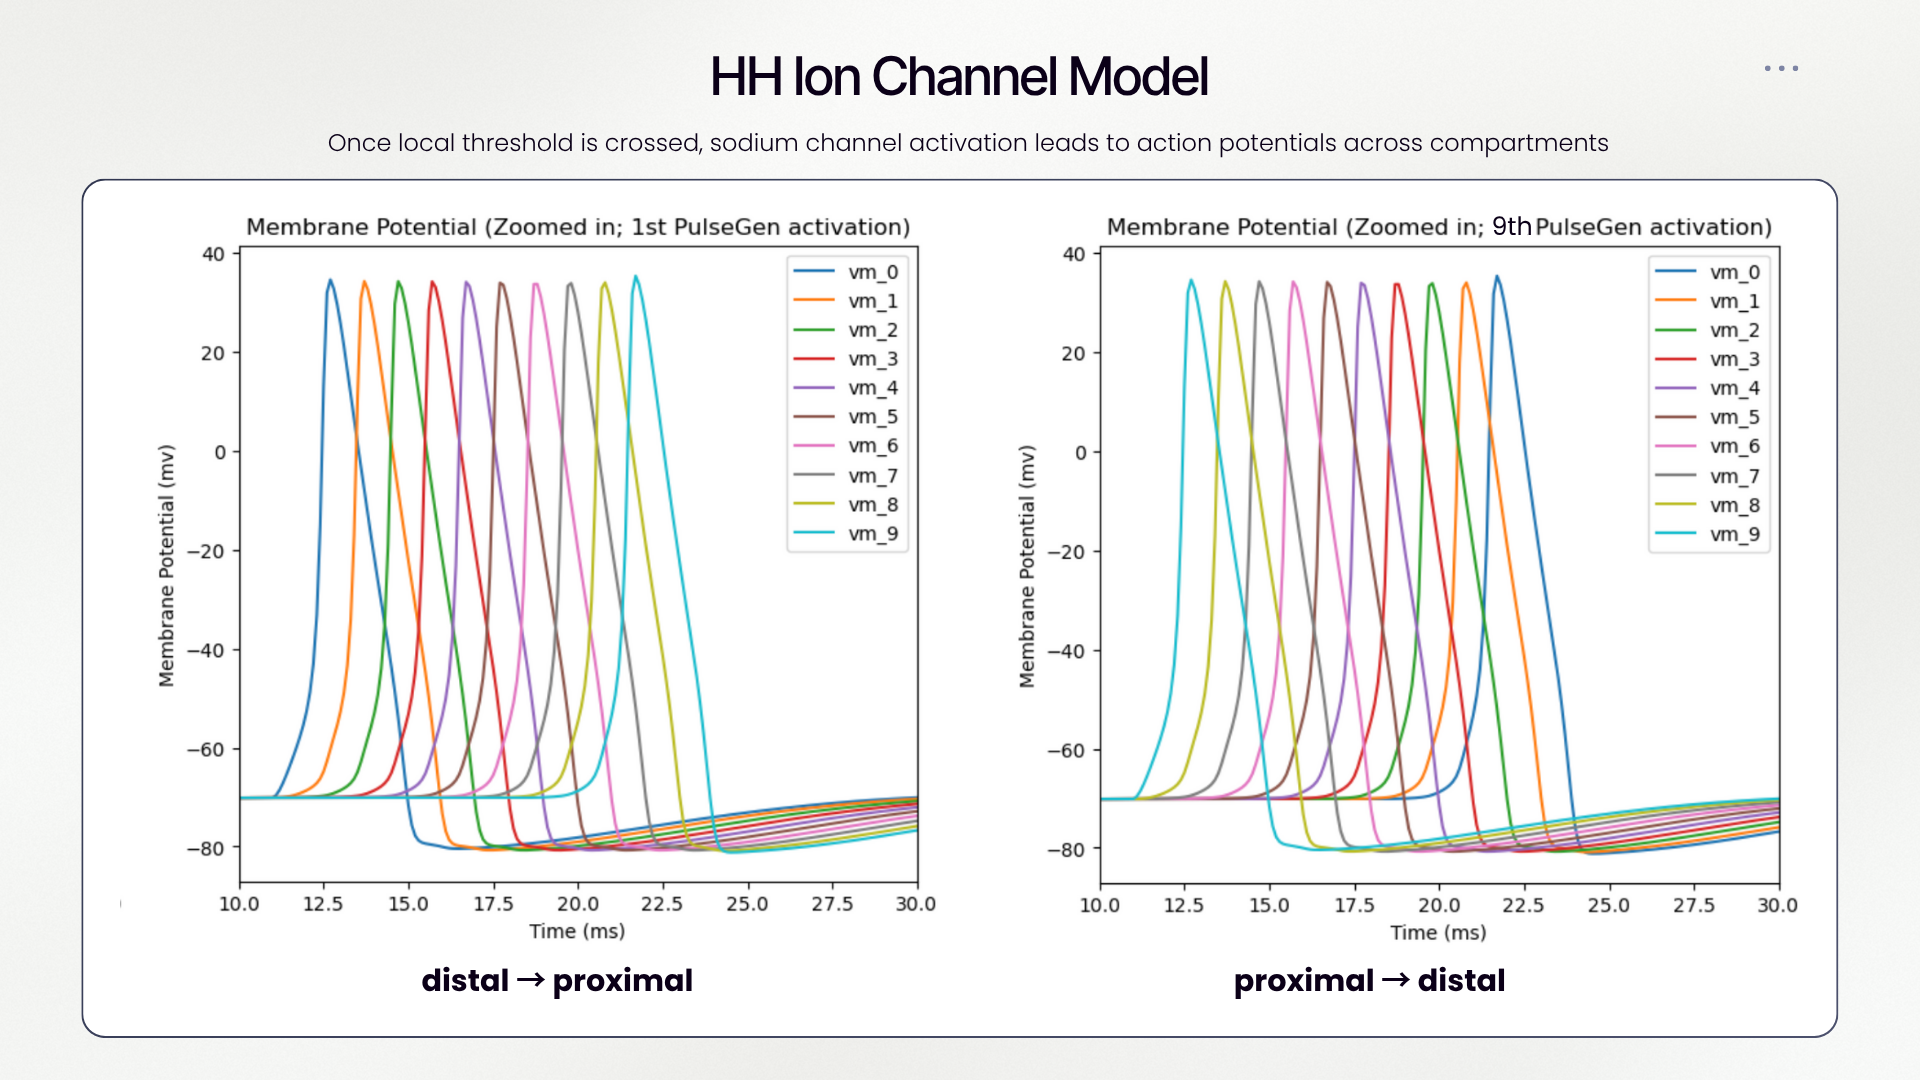 HH Ion Channel Model
...
Once local threshold is crossed, sodium channel activation leads to action potentials across compartments
Membrane Potential (Zoomed in; 1st PulseGen activation)
Membrane Potential (mv)
40
20
0
−20
−40
−60
−80
vm_0
vm_1
vm_2
vm_3
vm_4
vm_5
vm_6
vm_7
vm_8
vm_9
10.0 12.5 15.0 17.5 20.0 22.5 25.0 27.5 30.0
Time (ms)
distal → proximal
Membrane Potential (Zoomed in; 9th PulseGen activation)
Membrane Potential (mv)
40
20
0
−20
−40
−60
−80
vm_0
vm_1
vm_2
vm_3
vm_4
vm_5
vm_6
vm_7
vm_8
vm_9
10.0 12.5 15.0 17.5 20.0 22.5 25.0 27.5 30.0
Time (ms)
proximal → distal